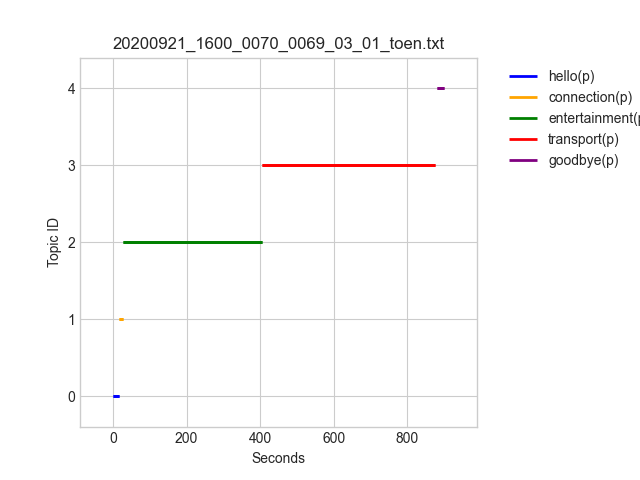 20200921_1600_0070_0069_03_01_toen.txt
hello(p)
connection(p)
entertainment(p
transport(p)
goodbye(p)
Topic ID
4
3
2
1
0
0 200 400 600 800
Seconds